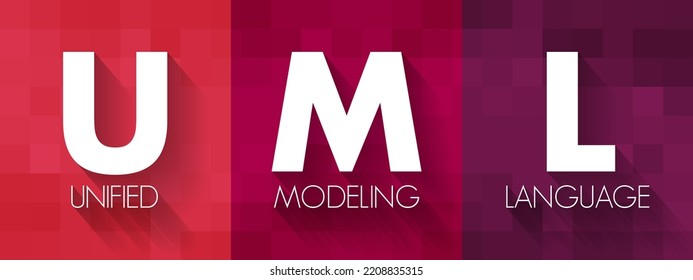 U M L
UNIFIED MODELING LANGUAGE
shutterstock.com · 2208835315